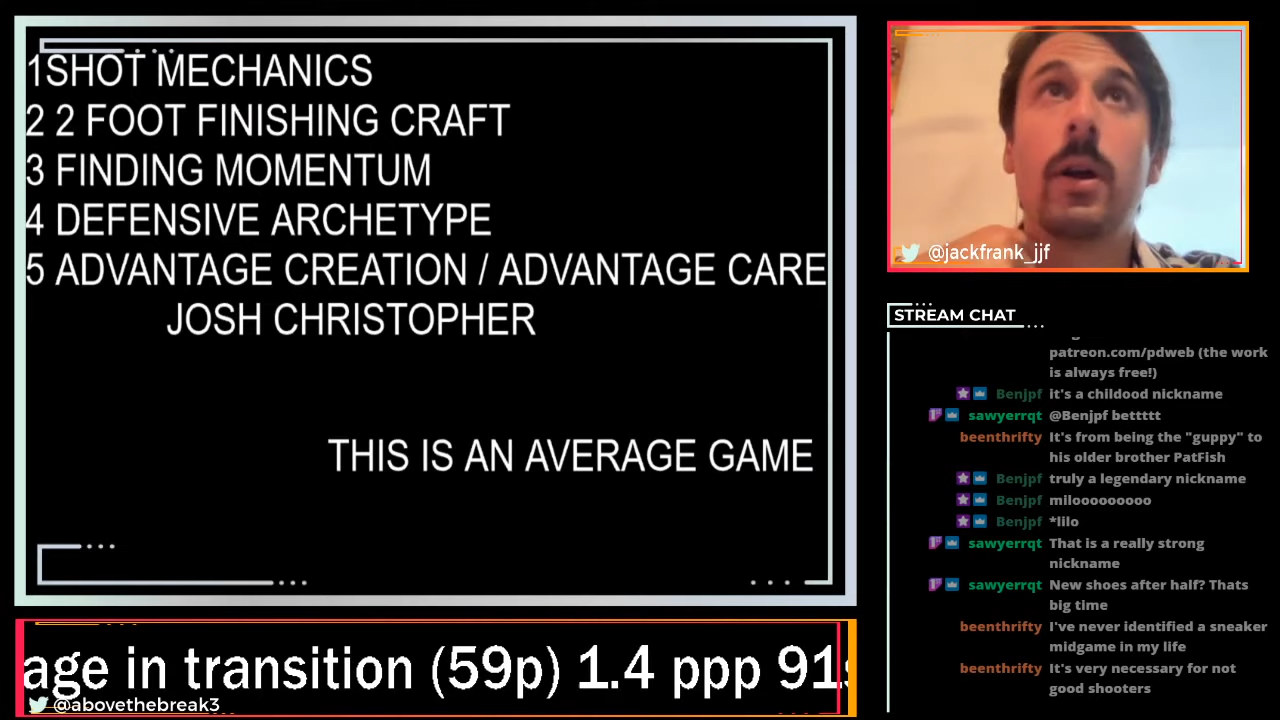 1SHOT MECHANICS
2 2 FOOT FINISHING CRAFT
3 FINDING MOMENTUM
4 DEFENSIVE ARCHETYPE
5 ADVANTAGE CREATION / ADVANTAGE CARE
JOSH CHRISTOPHER
THIS IS AN AVERAGE GAME
age in transition (59p) 1.4 ppp 91
@abovethebreak3
@jackfrank_jjf
STREAM CHAT
patreon.com/pdweb (the work
is always free!)
Benjpf it's a childood nickname
sawyerrqt @Benjpf bettttt
beenthrifty It's from being the "guppy" to
his older brother PatFish
Benjpf truly a legendary nickname
Benjpf milooooooooo
Benjpf *lilo
sawyerrqt That is a really strong
nickname
sawyerrqt New shoes after half? Thats
big time
beenthrifty I've never identified a sneaker
midgame in my life
beenthrifty It's very necessary for not
good shooters